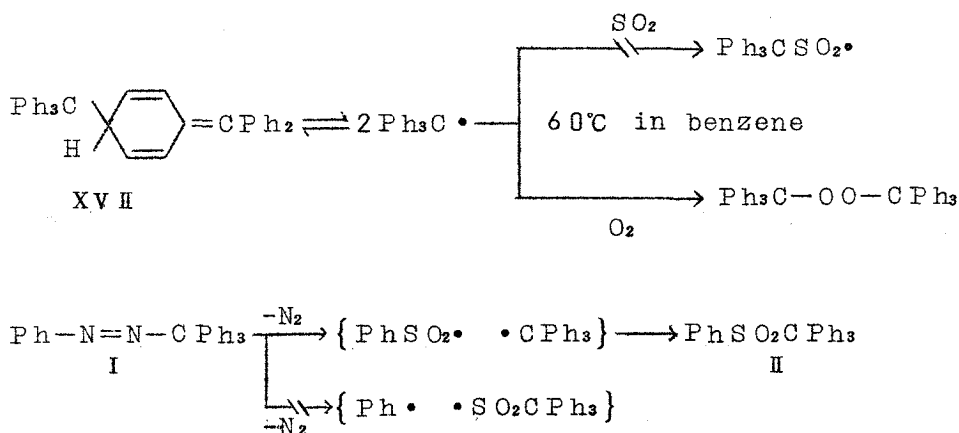 SO₂
Ph₃CSO₂•
Ph₃C
H
=CPh₂ ⇌ 2Ph₃C•
60℃ in benzene
XVⅡ
Ph₃C-OO-CPh₃
O₂
Ph-N=N-CPh₃
-N₂
{PhSO₂• •CPh₃}
PhSO₂CPh₃
Ⅰ
Ⅱ
-N₂
{Ph• •SO₂CPh₃}